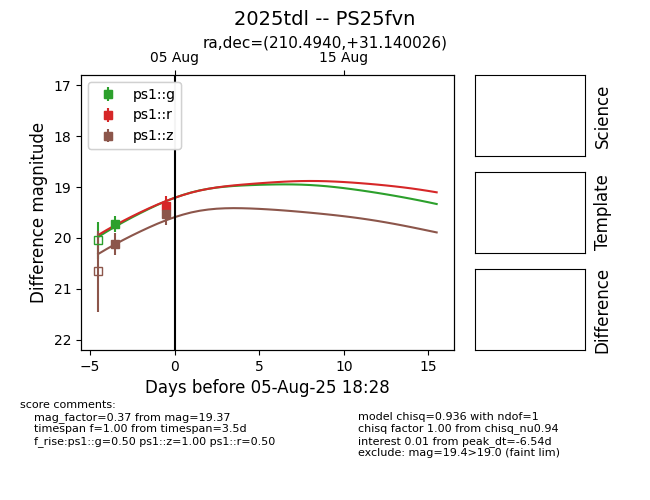 2025tdl -- PS25fvn
ra,dec=(210.4940,+31.140026)
05 Aug
15 Aug
17
18
19
20
21
22
Difference magnitude
ps1::g
ps1::r
ps1::z
−5
0
5
10
15
Days before 05-Aug-25 18:28
Science
Template
Difference
score comments:
mag_factor=0.37 from mag=19.37
timespan f=1.00 from timespan=3.5d
f_rise:ps1::g=0.50 ps1::z=1.00 ps1::r=0.50
model chisq=0.936 with ndof=1
chisq factor 1.00 from chisq_nu0.94
interest 0.01 from peak_dt=-6.54d
exclude: mag=19.4>19.0 (faint lim)